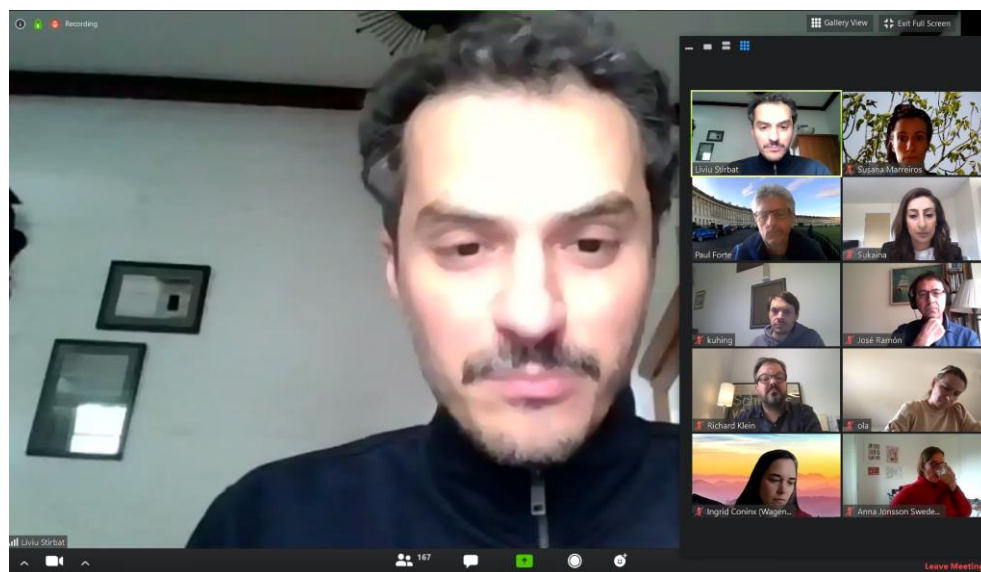 Recording
Gallery View
Exit Full Screen
Liviu Stirbat
Susana Marreiros
Paul Forte
Sukaina
kuhing
José Ramón
Richard Klein
ola
Ingrid Coninx (Wagen...
Anna Jonsson Swede...
Liviu Stirbat
167
Leave Meeting